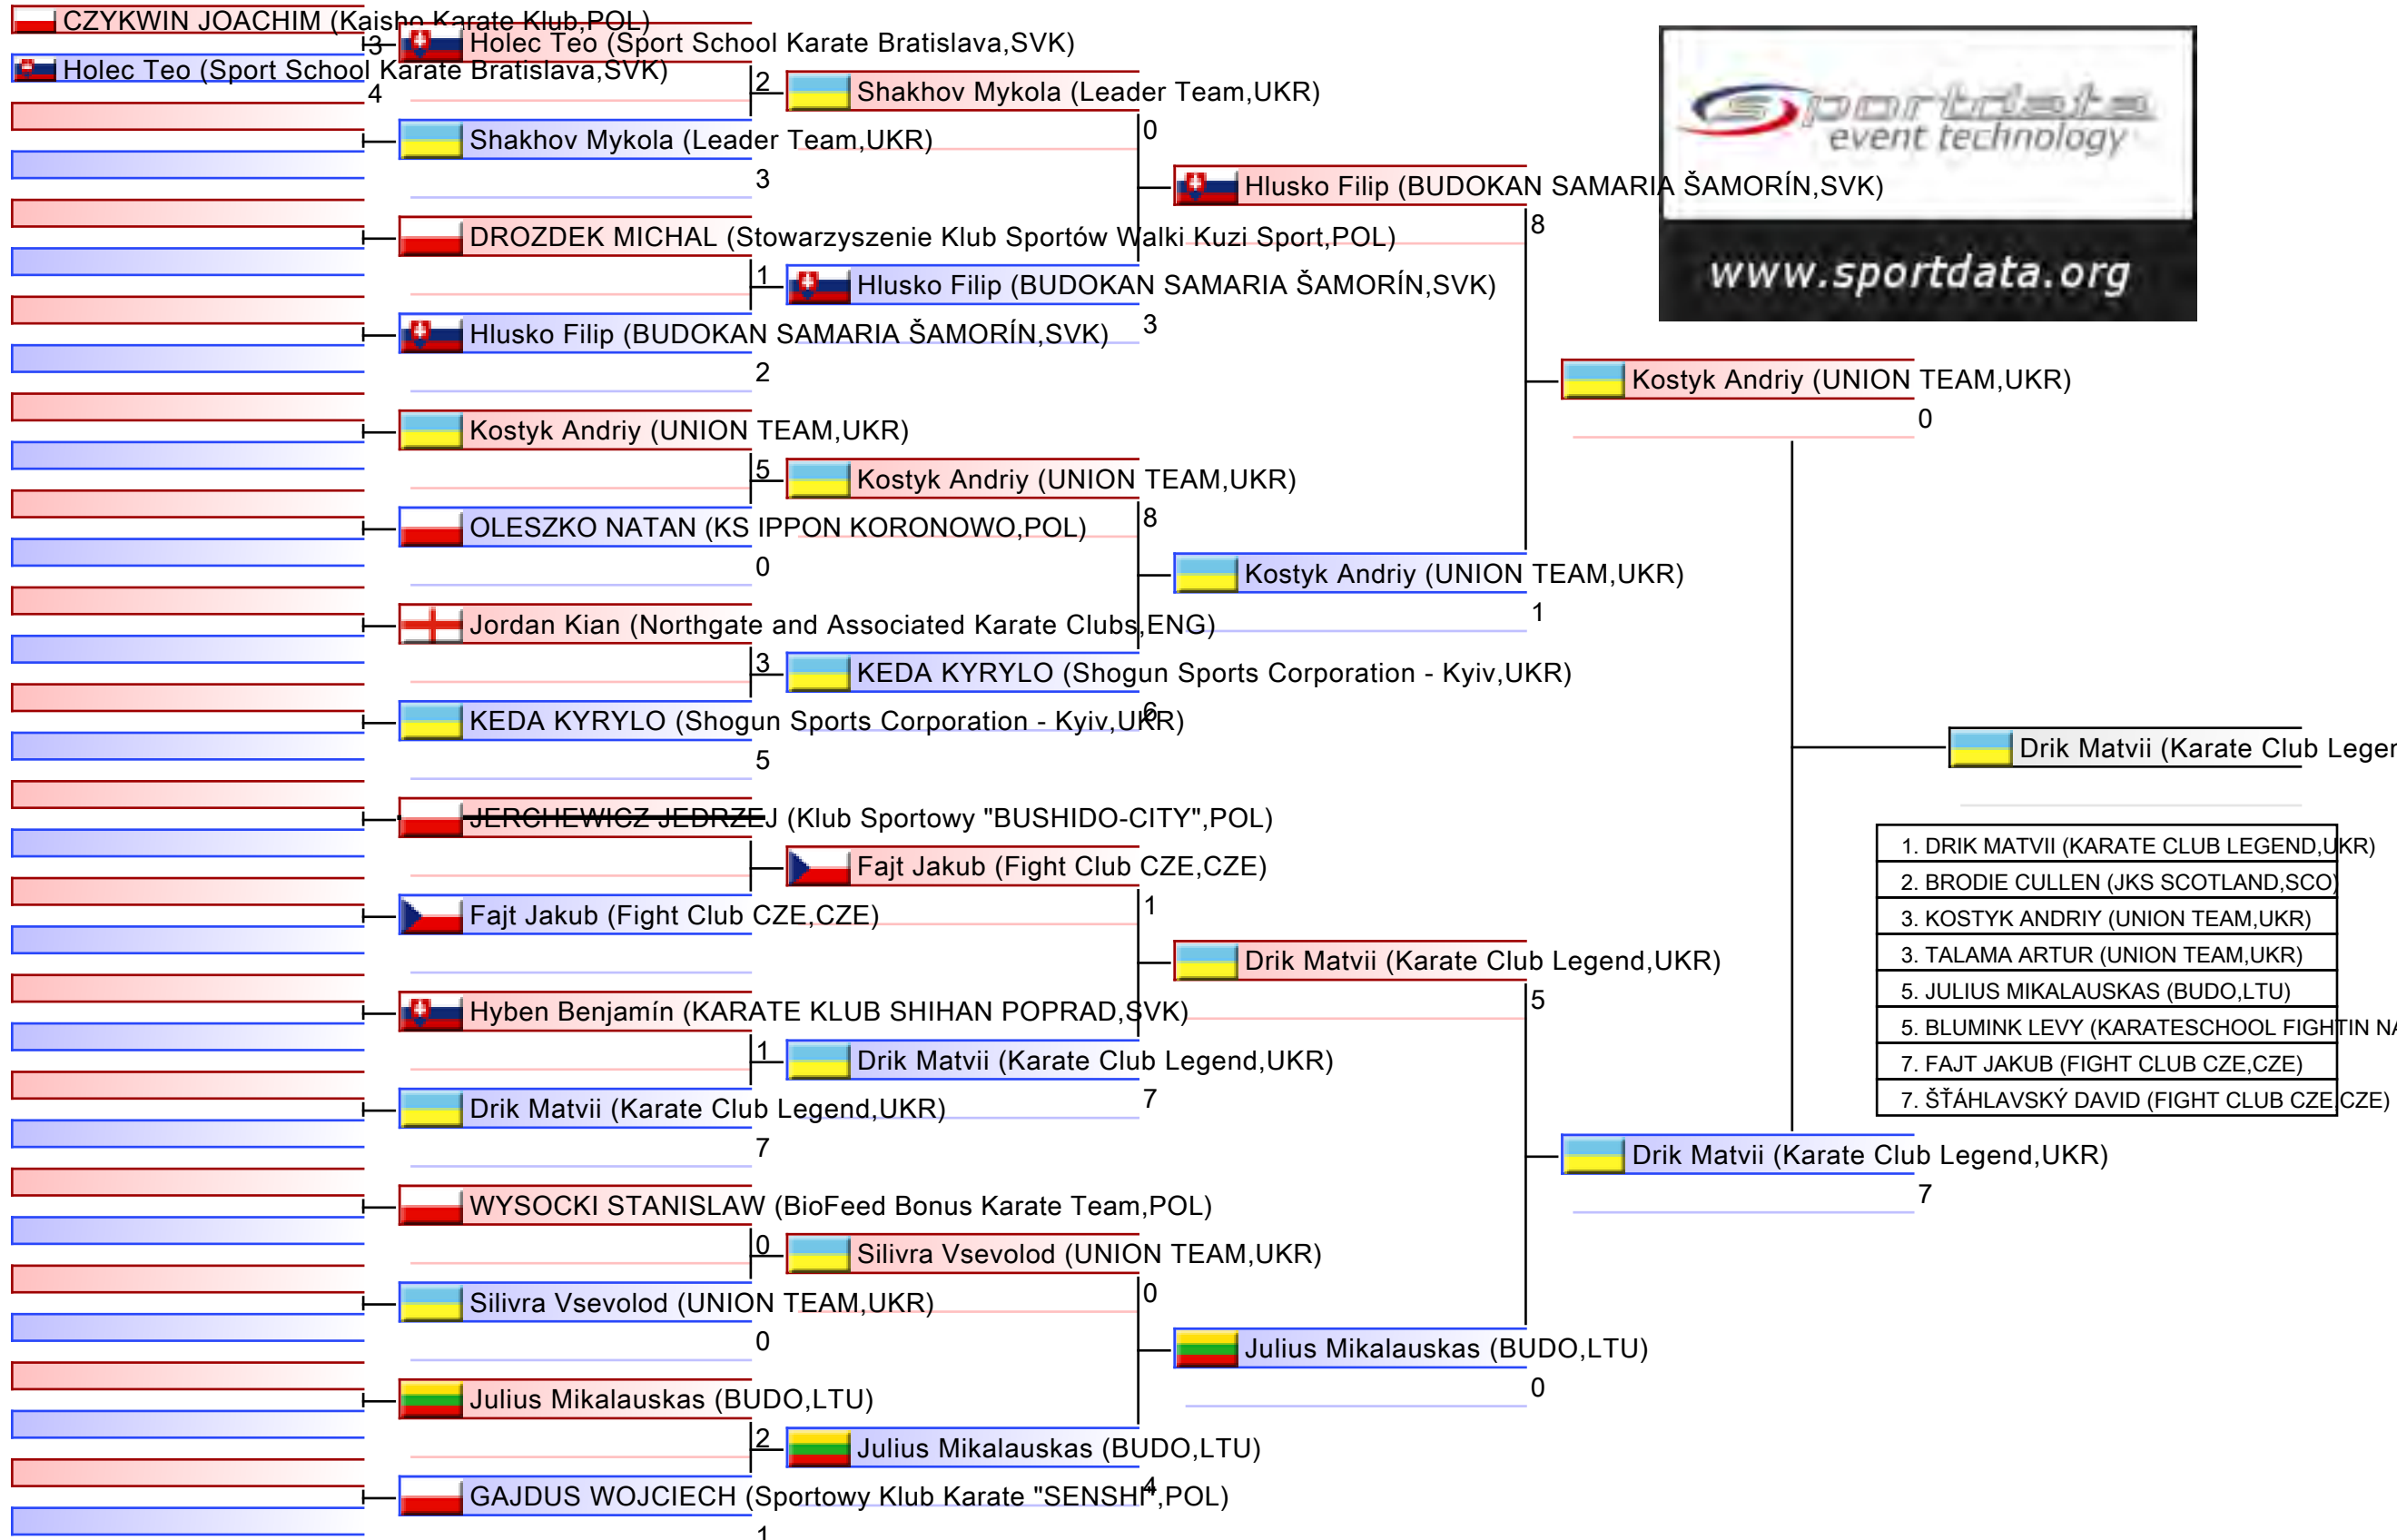 CZYKWIN JOACHIM (Kaisho Karate Klub,POL)
3
Holec Teo (Sport School Karate Bratislava,SVK)
4
Holec Teo (Sport School Karate Bratislava,SVK)
2
Shakhov Mykola (Leader Team,UKR)
3
DROZDEK MICHAL (Stowarzyszenie Klub Sportów Walki Kuzi Sport,POL)
1
Hlusko Filip (BUDOKAN SAMARIA ŠAMORÍN,SVK)
2
Kostyk Andriy (UNION TEAM,UKR)
5
OLESZKO NATAN (KS IPPON KORONOWO,POL)
0
Jordan Kian (Northgate and Associated Karate Clubs,ENG)
3
KEDA KYRYLO (Shogun Sports Corporation - Kyiv,UKR)
5
JERCHEWICZ JEDRZEJ (Klub Sportowy "BUSHIDO-CITY",POL)
Fajt Jakub (Fight Club CZE,CZE)
Hyben Benjamín (KARATE KLUB SHIHAN POPRAD,SVK)
1
Drik Matvii (Karate Club Legend,UKR)
7
WYSOCKI STANISLAW (BioFeed Bonus Karate Team,POL)
0
Silivra Vsevolod (UNION TEAM,UKR)
0
Julius Mikalauskas (BUDO,LTU)
2
GAJDUS WOJCIECH (Sportowy Klub Karate "SENSHI",POL)
1
Shakhov Mykola (Leader Team,UKR)
0
Hlusko Filip (BUDOKAN SAMARIA ŠAMORÍN,SVK)
3
Kostyk Andriy (UNION TEAM,UKR)
8
KEDA KYRYLO (Shogun Sports Corporation - Kyiv,UKR)
6
Fajt Jakub (Fight Club CZE,CZE)
1
Drik Matvii (Karate Club Legend,UKR)
7
Silivra Vsevolod (UNION TEAM,UKR)
0
Julius Mikalauskas (BUDO,LTU)
4
Hlusko Filip (BUDOKAN SAMARIA ŠAMORÍN,SVK)
8
Kostyk Andriy (UNION TEAM,UKR)
1
Drik Matvii (Karate Club Legend,UKR)
5
Julius Mikalauskas (BUDO,LTU)
0
Kostyk Andriy (UNION TEAM,UKR)
0
Drik Matvii (Karate Club Legend,UKR)
7
sportdata
event technology
www.sportdata.org
Drik Matvii (Karate Club Leger
1. DRIK MATVII (KARATE CLUB LEGEND,UKR)
2. BRODIE CULLEN (JKS SCOTLAND,SCO)
3. KOSTYK ANDRIY (UNION TEAM,UKR)
3. TALAMA ARTUR (UNION TEAM,UKR)
5. JULIUS MIKALAUSKAS (BUDO,LTU)
5. BLUMINK LEVY (KARATESCHOOL FIGHTIN NA
7. FAJT JAKUB (FIGHT CLUB CZE,CZE)
7. ŠŤÁHLAVSKÝ DAVID (FIGHT CLUB CZE,CZE)